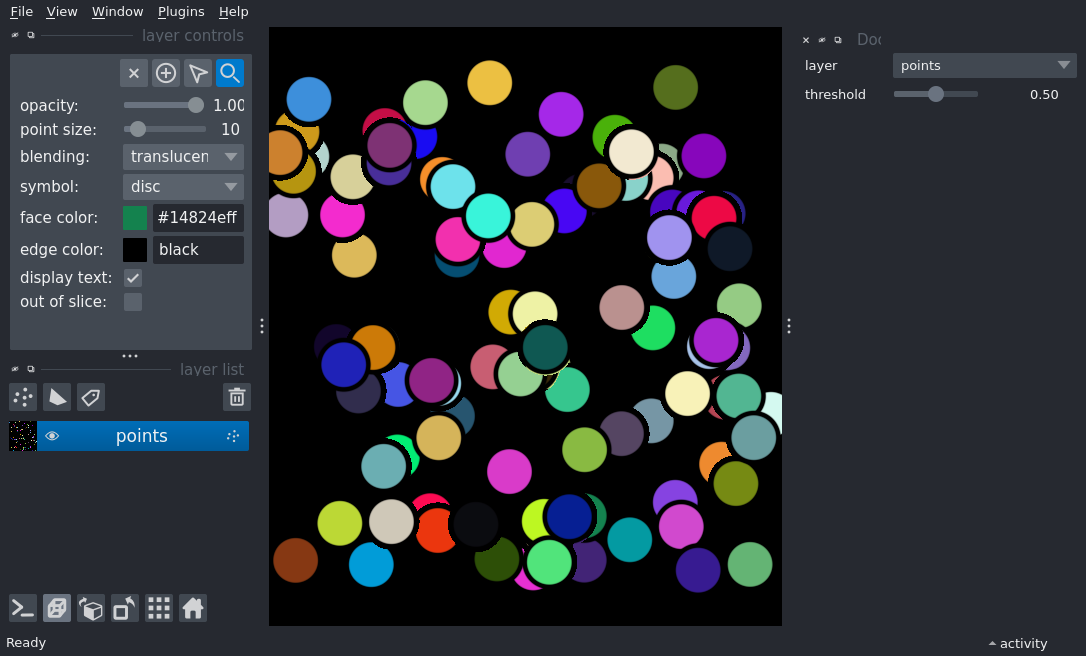 File View Window Plugins Help
layer controls
opacity: 1.00
point size: 10
blending: translucen
symbol: disc
face color: #14824eff
edge color: black
display text:
out of slice:
layer list
points
Ready
Doc
layer points
threshold 0.50
activity